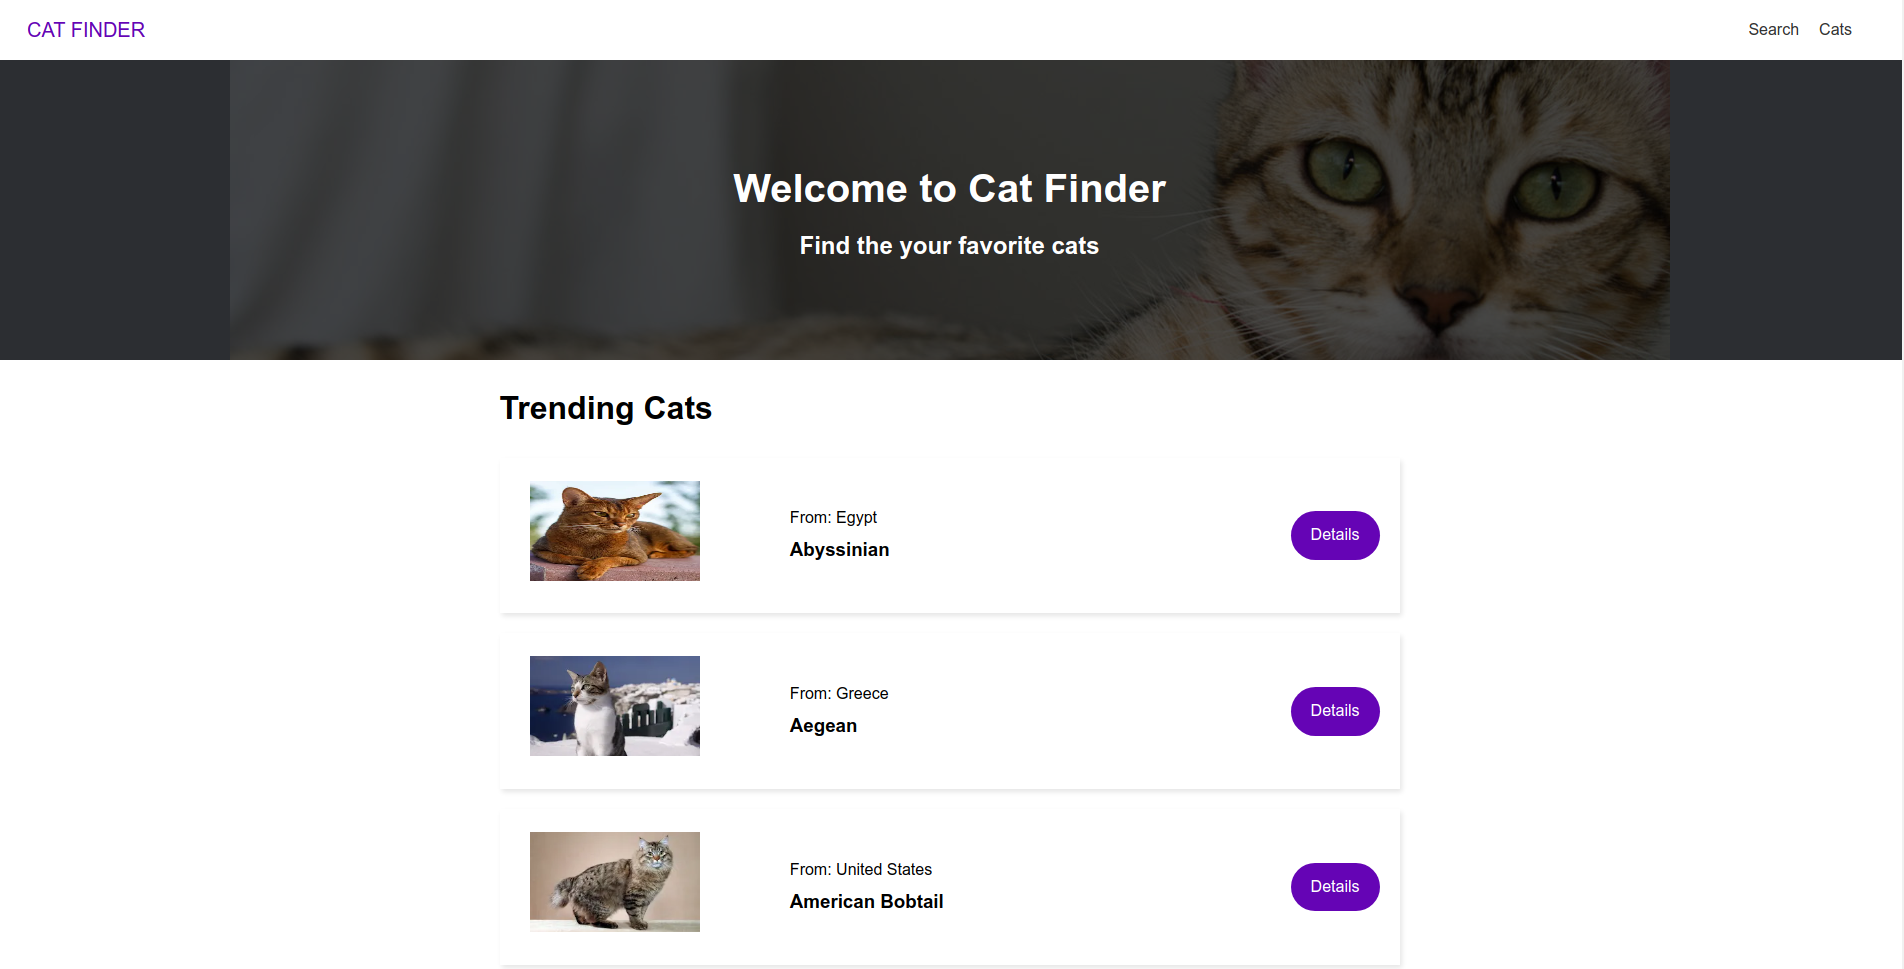 CAT FINDER
Search Cats
Welcome to Cat Finder
Find the your favorite cats
Trending Cats
From: Egypt
Abyssinian
Details
From: Greece
Aegean
Details
From: United States
American Bobtail
Details